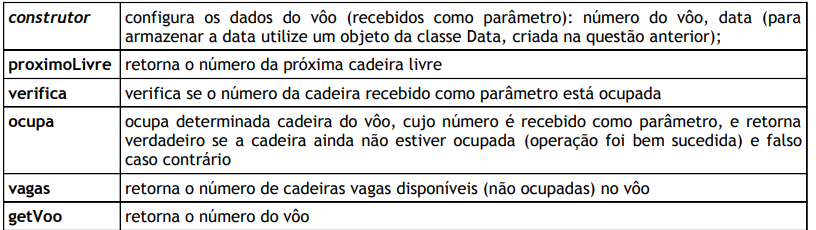 construtor configura os dados do vôo (recebidos como parâmetro): número do vôo, data (para
armazenar a data utilize um objeto da classe Data, criada na questão anterior);
proximoLivre retorna o número da próxima cadeira livre
verifica verifica se o número da cadeira recebido como parâmetro está ocupada
ocupa ocupa determinada cadeira do vôo, cujo número é recebido como parâmetro, e retorna
verdadeiro se a cadeira ainda não estiver ocupada (operação foi bem sucedida) e falso
caso contrário
vagas retorna o número de cadeiras vagas disponíveis (não ocupadas) no vôo
getVoo retorna o número do vôo